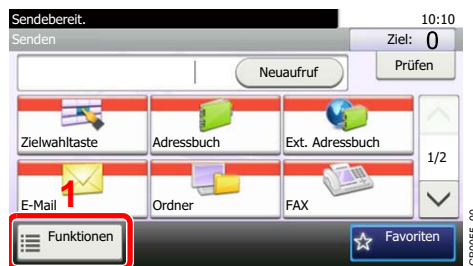 Sendebereit.
10:10
Senden
Ziel: 0
Neuaufruf
Prüfen
Zielwahltaste
Adressbuch
Ext. Adressbuch
1/2
E-Mail
1
Ordner
FAX
Funktionen
Favoriten